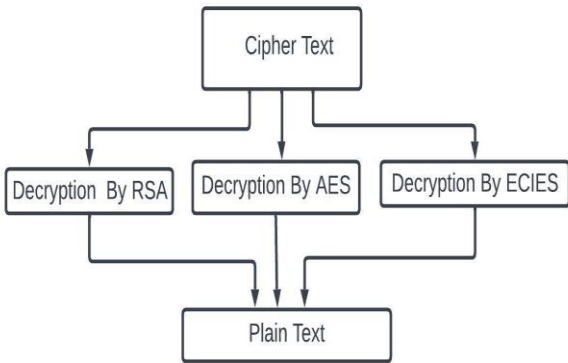 Cipher Text
Decryption By RSA
Decryption By AES
Decryption By ECIES
Plain Text